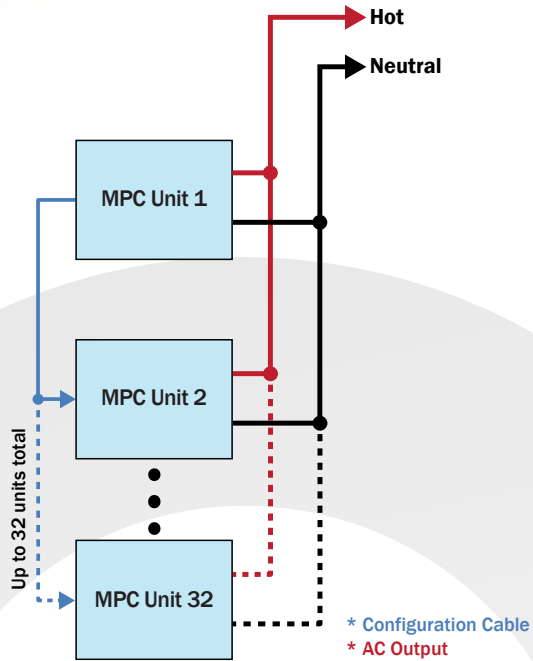 Hot
Neutral
MPC Unit 1
MPC Unit 2
Up to 32 units total
MPC Unit 32
* Configuration Cable
* AC Output